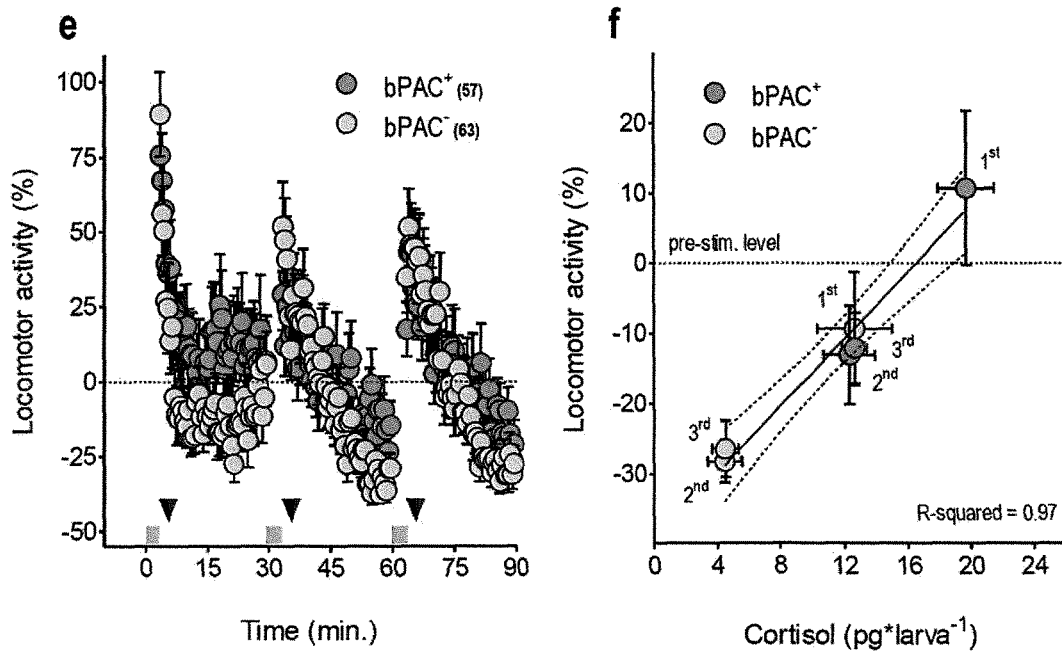 e
bPAC+ (57)
bPAC- (63)
Locomotor activity (%)
100
75
50
25
0
-25
-50
0 15 30 45 60 75 90
Time (min.)
f
bPAC+
bPAC-
Locomotor activity (%)
20
10
0
-10
-20
-30
pre-stim. level
1st
1st
3rd
2nd
3rd
2nd
R-squared = 0.97
0 4 8 12 16 20 24
Cortisol (pg*larva-1)